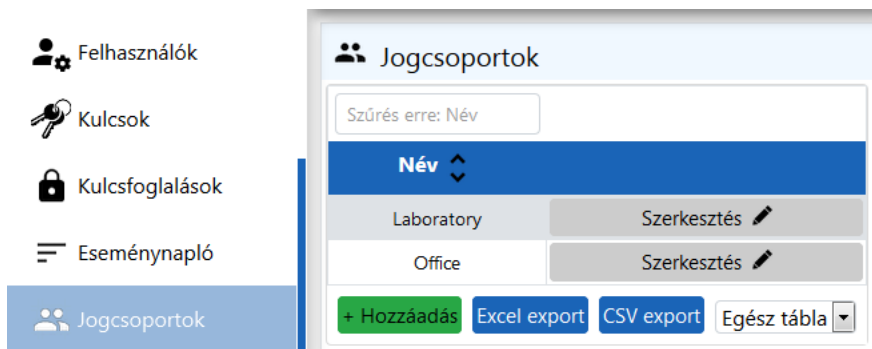 Felhasználók
Kulcsok
Kulcsfoglalások
Eseménynapló
Jogcsoportok
Jogcsoportok
Szűrés erre: Név
Név
Laboratory Szerkesztés
Office Szerkesztés
+ Hozzáadás Excel export CSV export Egész tábla